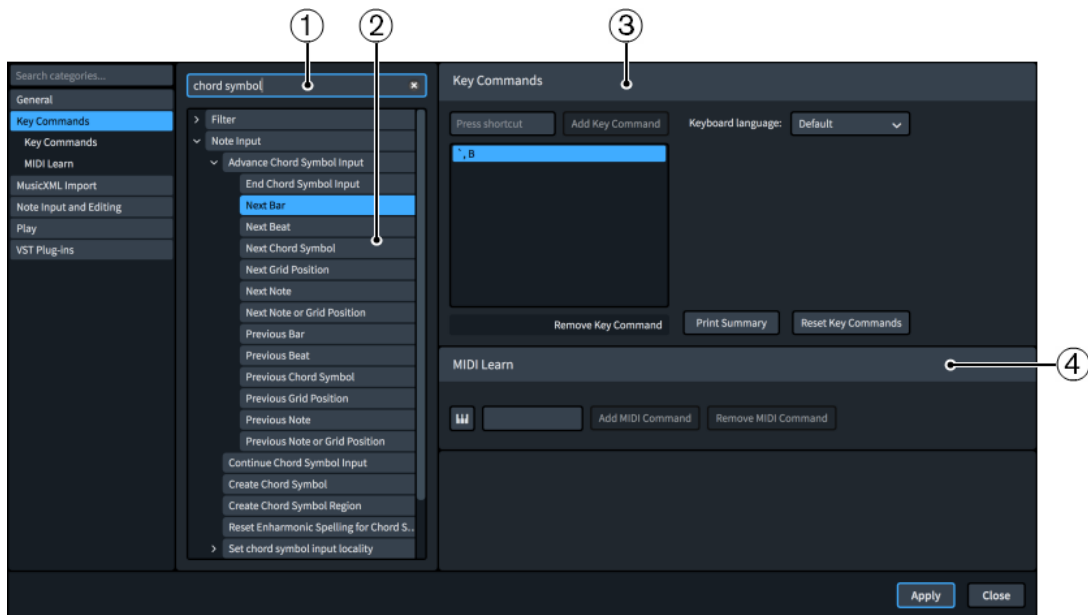 1
2
3
4
Search categories...
General
Key Commands
Key Commands
MIDI Learn
MusicXML Import
Note Input and Editing
Play
VST Plug-ins
chord symbol
Filter
Note Input
Advance Chord Symbol Input
End Chord Symbol Input
Next Bar
Next Beat
Next Chord Symbol
Next Grid Position
Next Note
Next Note or Grid Position
Previous Bar
Previous Beat
Previous Chord Symbol
Previous Grid Position
Previous Note
Previous Note or Grid Position
Continue Chord Symbol Input
Create Chord Symbol
Create Chord Symbol Region
Reset Enharmonic Spelling for Chord S..
Set chord symbol input locality
Key Commands
Press shortcut
Add Key Command
Keyboard language:
Default
`, B
Remove Key Command
Print Summary
Reset Key Commands
MIDI Learn
Add MIDI Command
Remove MIDI Command
Apply
Close